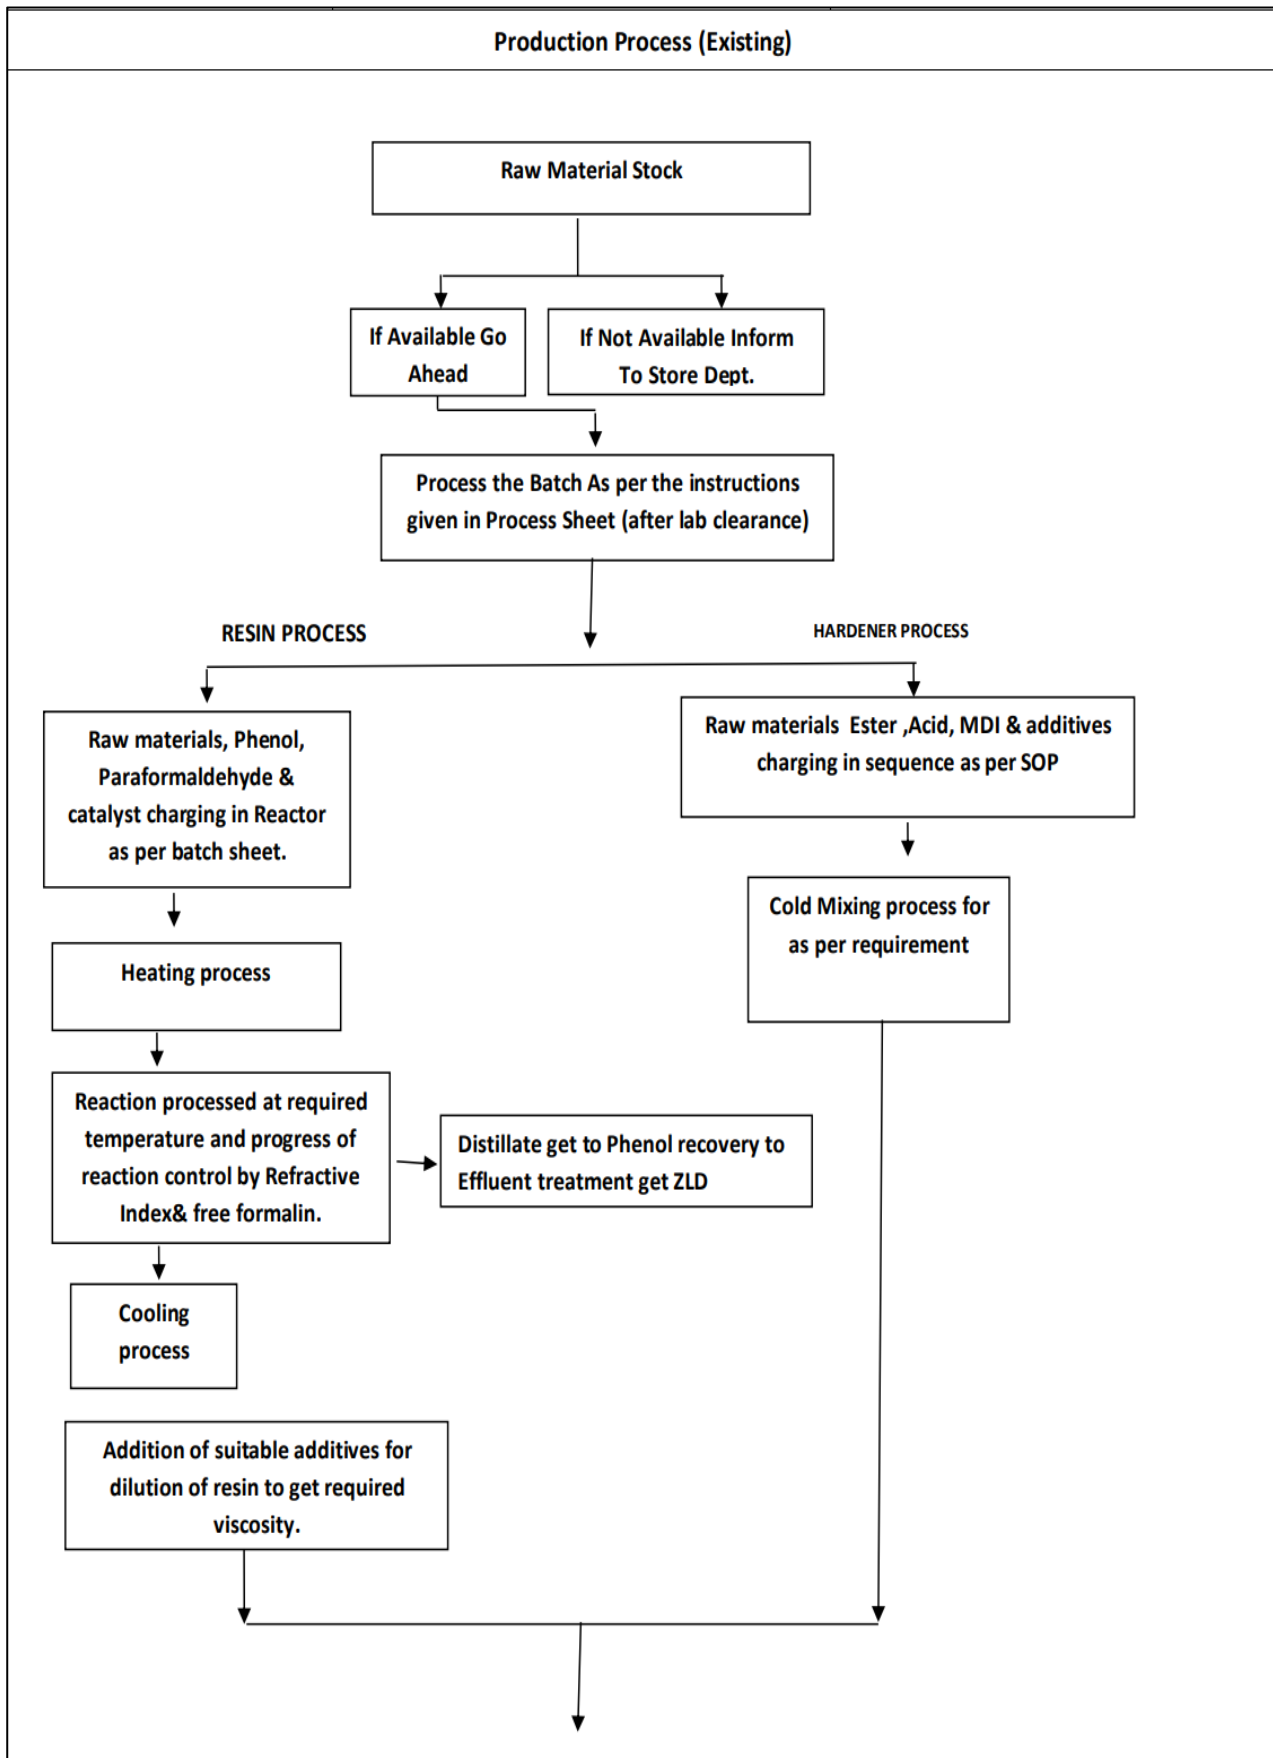 Production Process (Existing)
Raw Material Stock
If Available Go
Ahead
If Not Available Inform
To Store Dept.
Process the Batch As per the instructions
given in Process Sheet (after lab clearance)
RESIN PROCESS
HARDENER PROCESS
Raw materials, Phenol,
Paraformaldehyde &
catalyst charging in Reactor
as per batch sheet.
Raw materials  Ester ,Acid, MDI & additives
charging in sequence as per SOP
Cold Mixing process for
as per requirement
Heating process
Reaction processed at required
temperature and progress of
reaction control by Refractive
Index& free formalin.
Distillate get to Phenol recovery to
Effluent treatment get ZLD
Cooling
process
Addition of suitable additives for
dilution of resin to get required
viscosity.